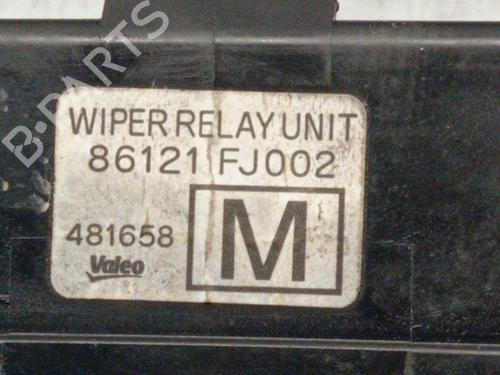 B-PARTS
WIPER RELAY UNIT
86121 FJ002
481658
Valeo
M